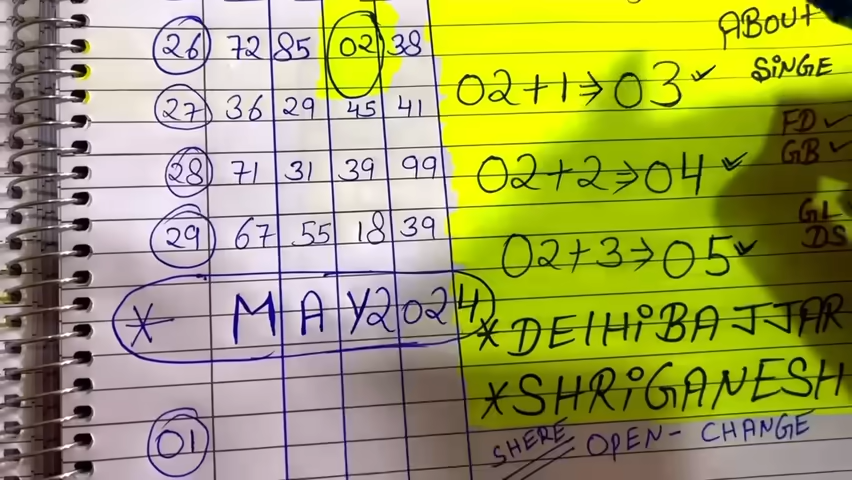 26 72 85 02 38
27 36 29 45 41
28 71 31 39 99
29 67 55 18 39
* MAY2024
01
ABOUT
SiNGE
02+1⇒03✓
FD✓
GB✓
02+2⇒04✓
GL
DS
02+3⇒05✓
*DElHiBAJJAR
*SHRiGANESH
SHERE OPEN- CHANGE